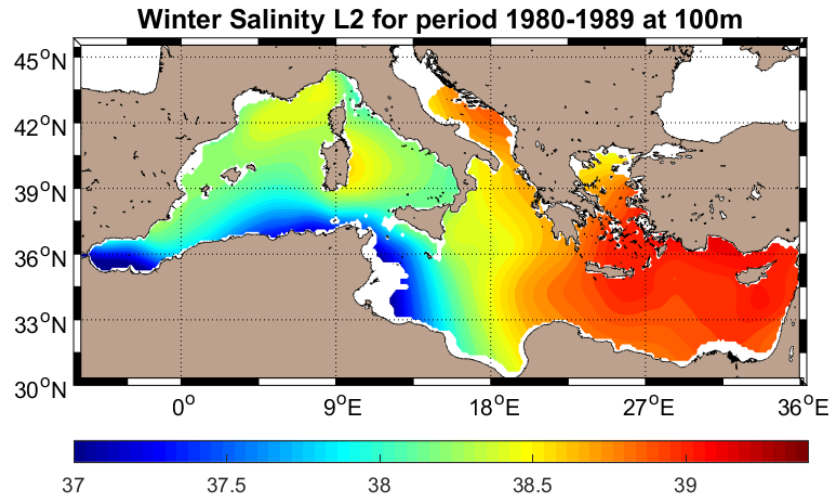 Winter Salinity L2 for period 1980-1989 at 100m
45°N
42°N
39°N
36°N
33°N
30°N
0° 9°E 18°E 27°E 36°E
37 37.5 38 38.5 39